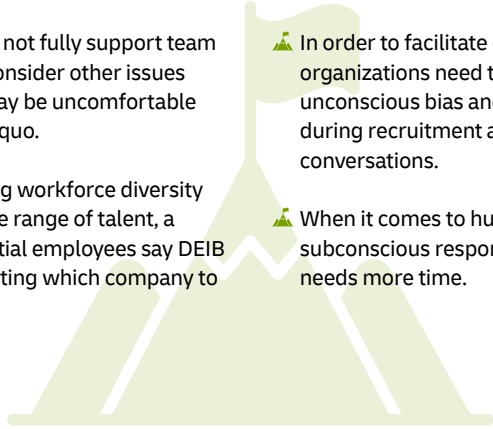 not fully support team
onsider other issues
ay be uncomfortable
quo.
g workforce diversity
e range of talent, a
tial employees say DEIB
ting which company to
In order to facilitate
organizations need t
unconscious bias an
during recruitment a
conversations.
When it comes to hu
subconscious respon
needs more time.